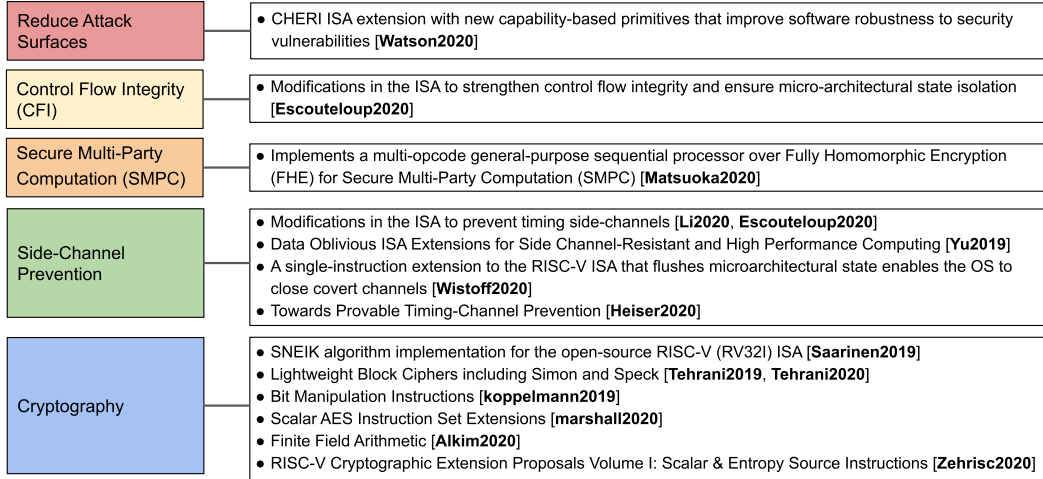 Reduce Attack
Surfaces
● CHERI ISA extension with new capability-based primitives that improve software robustness to security
vulnerabilities [Watson2020]
Control Flow Integrity
(CFI)
● Modifications in the ISA to strengthen control flow integrity and ensure micro-architectural state isolation
[Escouteloup2020]
Secure Multi-Party
Computation (SMPC)
● Implements a multi-opcode general-purpose sequential processor over Fully Homomorphic Encryption
(FHE) for Secure Multi-Party Computation (SMPC) [Matsuoka2020]
Side-Channel
Prevention
● Modifications in the ISA to prevent timing side-channels [Li2020, Escouteloup2020]
● Data Oblivious ISA Extensions for Side Channel-Resistant and High Performance Computing [Yu2019]
● A single-instruction extension to the RISC-V ISA that flushes microarchitectural state enables the OS to
close covert channels [Wistoff2020]
● Towards Provable Timing-Channel Prevention [Heiser2020]
Cryptography
● SNEIK algorithm implementation for the open-source RISC-V (RV32I) ISA [Saarinen2019]
● Lightweight Block Ciphers including Simon and Speck [Tehrani2019, Tehrani2020]
● Bit Manipulation Instructions [koppelmann2019]
● Scalar AES Instruction Set Extensions [marshall2020]
● Finite Field Arithmetic [Alkim2020]
● RISC-V Cryptographic Extension Proposals Volume I: Scalar & Entropy Source Instructions [Zehrisc2020]